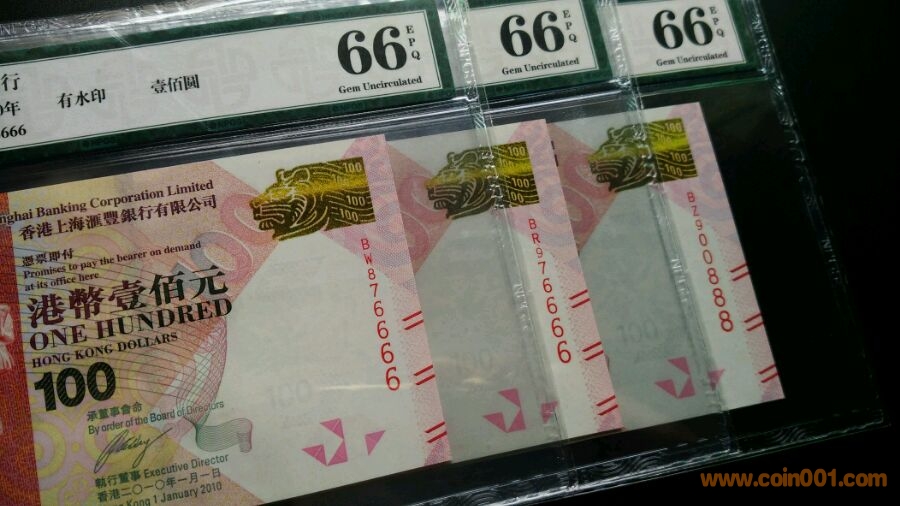 行
有水印
壹佰圓
66
EPQ
Gem Uncirculated
66
EPQ
Gem Uncirculated
66
EPQ
Gem Uncirculated
0年
666
nghai Banking Corporation Limited
香港上海滙豐銀行有限公司
憑票即付
Promises to pay the bearer on demand
at its office here
港幣壹佰元
ONE HUNDRED
HONG KONG DOLLARS
100
承董事會命
By order of the Board of Directors
執行董事 Executive Director
香港二〇一〇年一月一日
Kong 1 January 2010
100
100
100
BW876666
100
100
BR976666
100
100
BZ900888
www.coin001.com